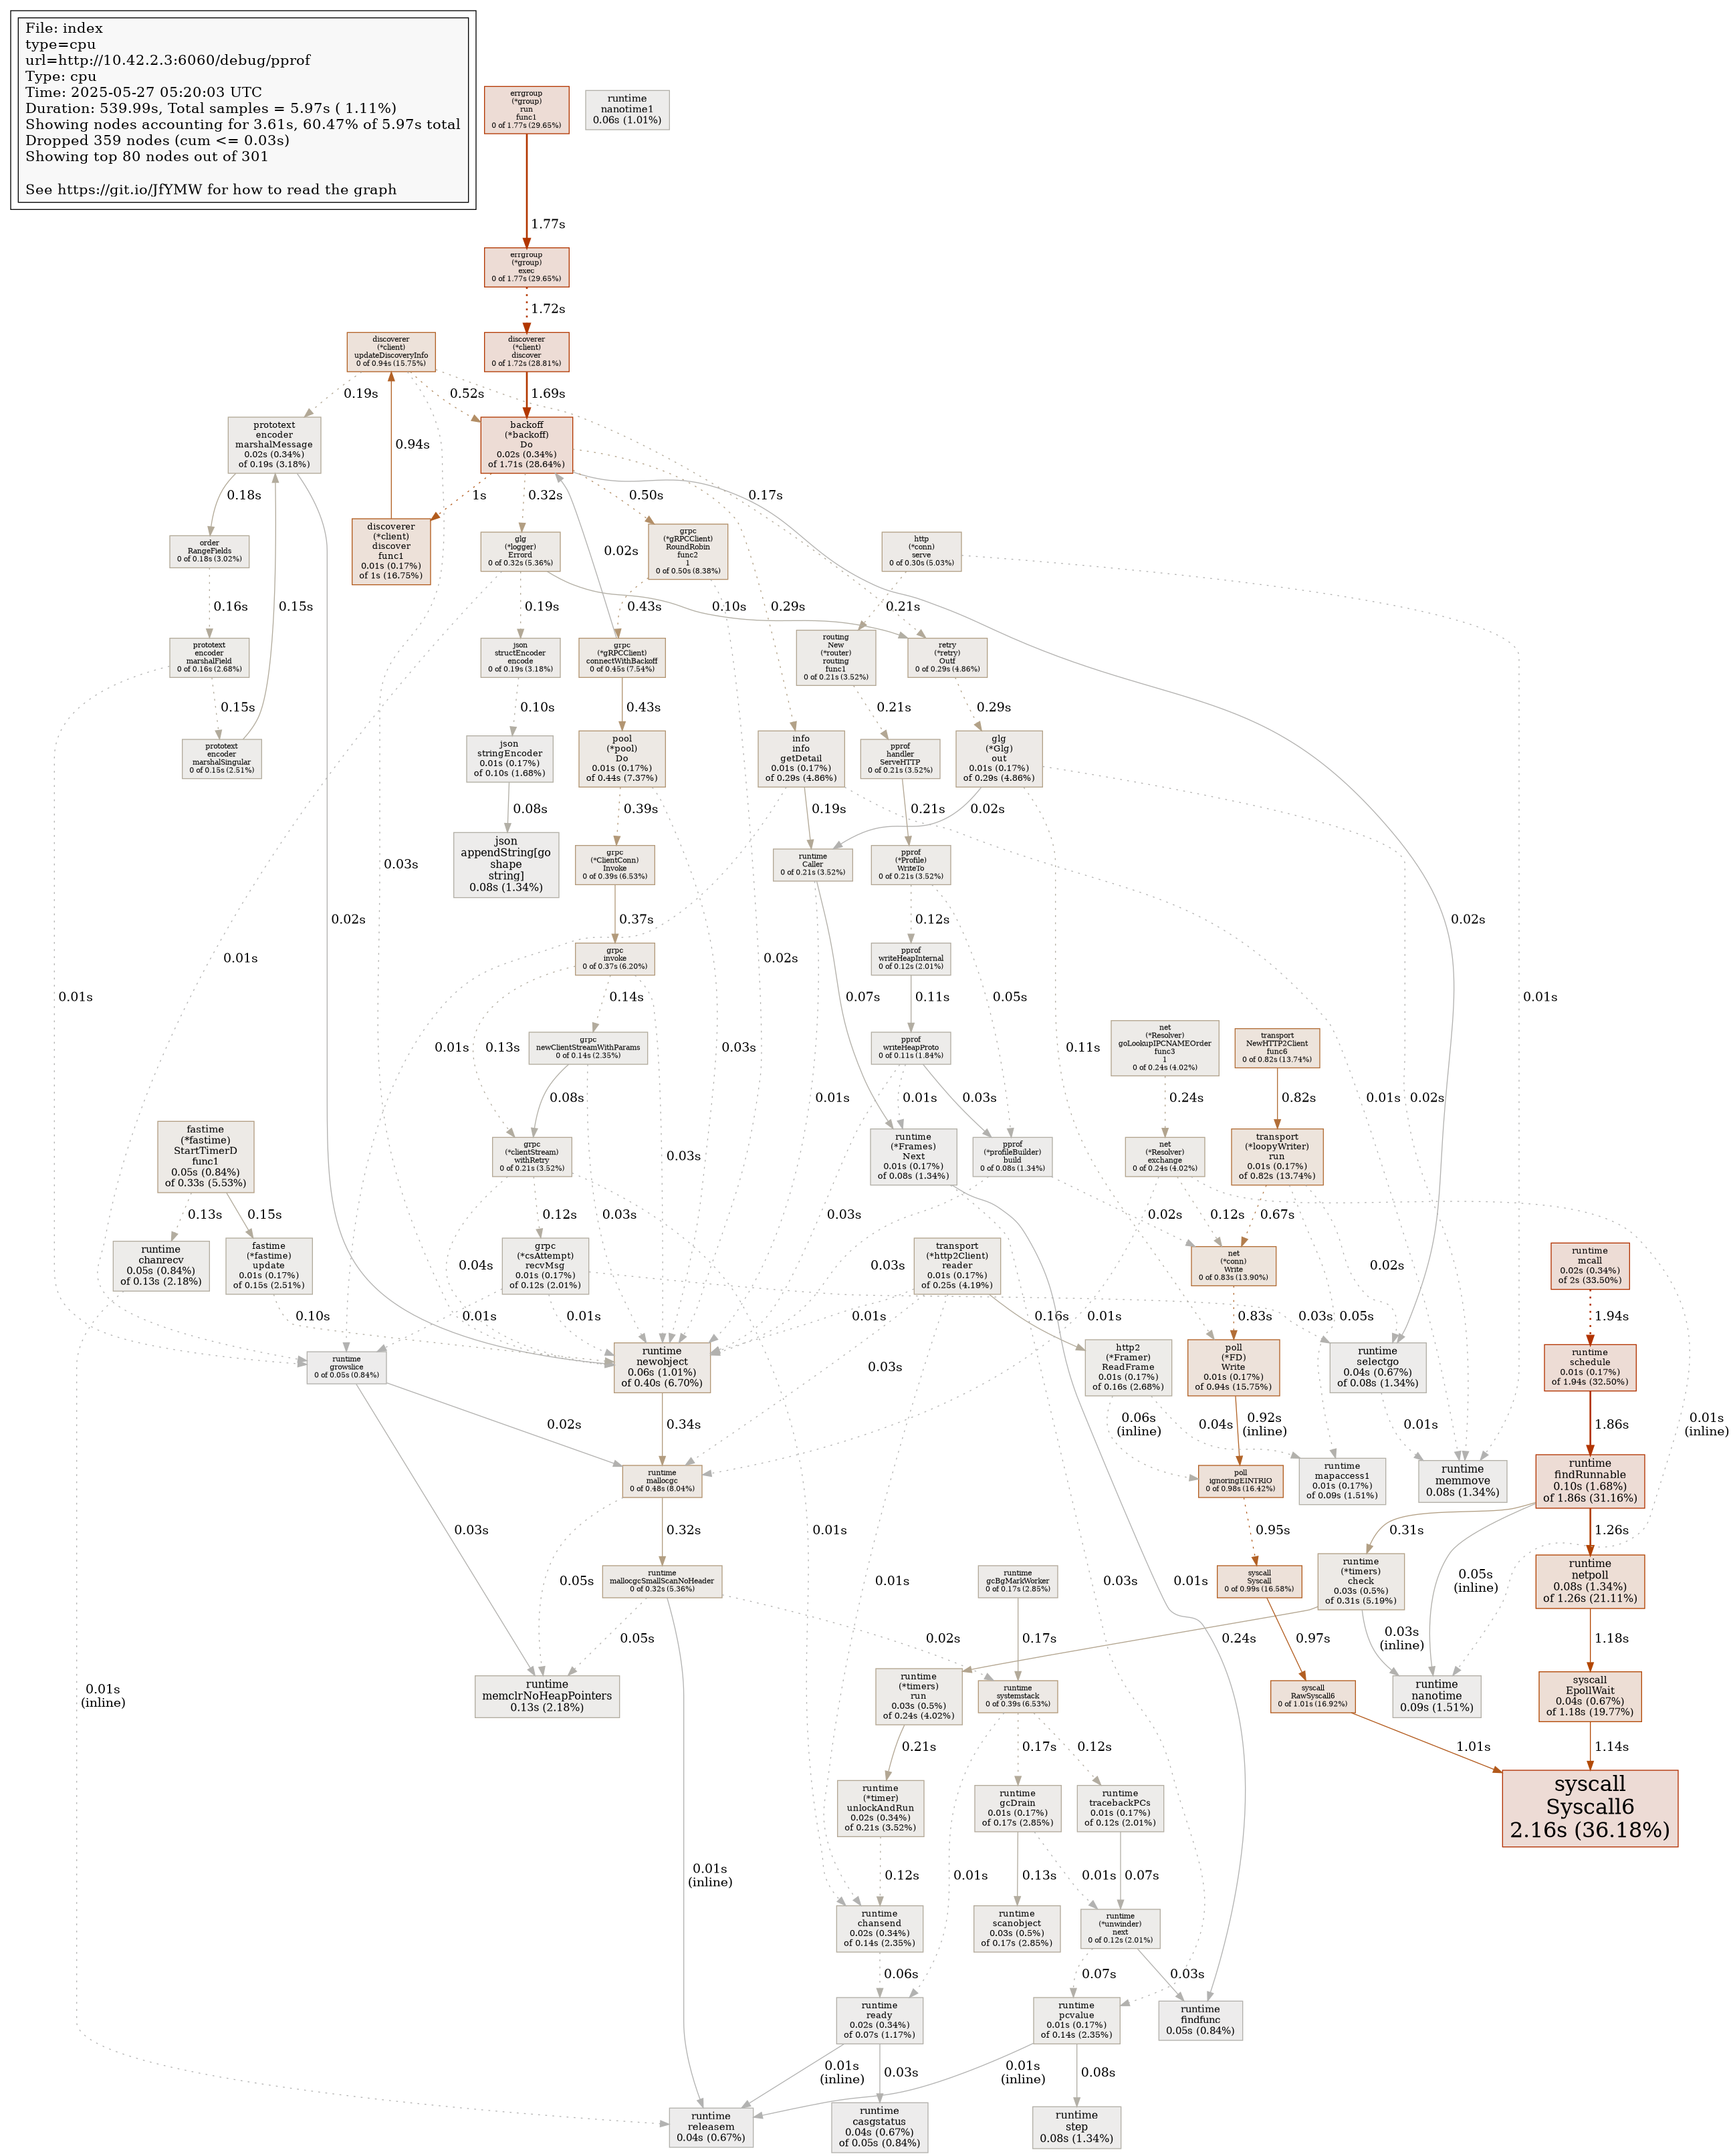 File: index
type=cpu
url=http://10.42.2.3:6060/debug/pprof
Type: cpu
Time: 2025-05-27 05:20:03 UTC
Duration: 539.99s, Total samples = 5.97s ( 1.11%)
Showing nodes accounting for 3.61s, 60.47% of 5.97s total
Dropped 359 nodes (cum <= 0.03s)
Showing top 80 nodes out of 301
See https://git.io/JfYMW for how to read the graph
errgroup
(*group)
run
func1
0 of 1.77s (29.65%)
runtime
nanotime1
0.06s (1.01%)
1.77s
errgroup
(*group)
exec
0 of 1.77s (29.65%)
1.72s
discoverer
(*client)
updateDiscoveryInfo
0 of 0.94s (15.75%)
discoverer
(*client)
discover
0 of 1.72s (28.81%)
0.19s
0.52s
1.69s
prototext
encoder
marshalMessage
0.02s (0.34%)
of 0.19s (3.18%)
0.94s
backoff
(*backoff)
Do
0.02s (0.34%)
of 1.71s (28.64%)
0.18s
1s
0.32s
0.50s
0.17s
order
RangeFields
0 of 0.18s (3.02%)
discoverer
(*client)
discover
func1
0.01s (0.17%)
of 1s (16.75%)
glg
(*logger)
Errord
0 of 0.32s (5.36%)
0.02s
grpc
(*gRPCClient)
RoundRobin
func2
1
0 of 0.50s (8.38%)
http
(*conn)
serve
0 of 0.30s (5.03%)
0.16s
0.15s
0.19s
0.43s
0.10s
0.29s
0.21s
prototext
encoder
marshalField
0 of 0.16s (2.68%)
json
structEncoder
encode
0 of 0.19s (3.18%)
grpc
(*gRPCClient)
connectWithBackoff
0 of 0.45s (7.54%)
routing
New
(*router)
routing
func1
0 of 0.21s (3.52%)
retry
(*retry)
Outf
0 of 0.29s (4.86%)
0.15s
0.10s
0.43s
0.21s
0.29s
prototext
encoder
marshalSingular
0 of 0.15s (2.51%)
json
stringEncoder
0.01s (0.17%)
of 0.10s (1.68%)
pool
(*pool)
Do
0.01s (0.17%)
of 0.44s (7.37%)
info
info
getDetail
0.01s (0.17%)
of 0.29s (4.86%)
pprof
handler
ServeHTTP
0 of 0.21s (3.52%)
glg
(*Glg)
out
0.01s (0.17%)
of 0.29s (4.86%)
0.08s
0.39s
0.19s
0.21s
0.02s
json
appendString[go
shape
string]
0.08s (1.34%)
grpc
(*ClientConn)
Invoke
0 of 0.39s (6.53%)
runtime
Caller
0 of 0.21s (3.52%)
pprof
(*Profile)
WriteTo
0 of 0.21s (3.52%)
0.03s
0.02s
0.37s
0.12s
0.02s
0.01s
grpc
invoke
0 of 0.37s (6.20%)
0.02s
pprof
writeHeapInternal
0 of 0.12s (2.01%)
0.01s
0.14s
0.07s
0.11s
0.05s
0.01s
0.01s
0.13s
grpc
newClientStreamWithParams
0 of 0.14s (2.35%)
0.03s
pprof
writeHeapProto
0 of 0.11s (1.84%)
0.11s
net
(*Resolver)
goLookupIPCNAMEOrder
func3
1
0 of 0.24s (4.02%)
transport
NewHTTP2Client
func6
0 of 0.82s (13.74%)
0.01s
0.02s
0.08s
0.01s
0.01s
0.03s
0.24s
0.82s
fastime
(*fastime)
StartTimerD
func1
0.05s (0.84%)
of 0.33s (5.53%)
grpc
(*clientStream)
withRetry
0 of 0.21s (3.52%)
0.03s
runtime
(*Frames)
Next
0.01s (0.17%)
of 0.08s (1.34%)
pprof
(*profileBuilder)
build
0 of 0.08s (1.34%)
net
(*Resolver)
exchange
0 of 0.24s (4.02%)
transport
(*loopyWriter)
run
0.01s (0.17%)
of 0.82s (13.74%)
0.13s
0.15s
0.12s
0.03s
0.03s
0.02s
0.12s
0.67s
runtime
chanrecv
0.05s (0.84%)
of 0.13s (2.18%)
fastime
(*fastime)
update
0.01s (0.17%)
of 0.15s (2.51%)
0.04s
grpc
(*csAttempt)
recvMsg
0.01s (0.17%)
of 0.12s (2.01%)
0.03s
transport
(*http2Client)
reader
0.01s (0.17%)
of 0.25s (4.19%)
net
(*conn)
Write
0 of 0.83s (13.90%)
0.02s
runtime
mcall
0.02s (0.34%)
of 2s (33.50%)
0.10s
0.01s
0.01s
0.01s
0.16s
0.01s
0.83s
0.03s
0.05s
1.94s
runtime
growslice
0 of 0.05s (0.84%)
runtime
newobject
0.06s (1.01%)
of 0.40s (6.70%)
0.03s
http2
(*Framer)
ReadFrame
0.01s (0.17%)
of 0.16s (2.68%)
poll
(*FD)
Write
0.01s (0.17%)
of 0.94s (15.75%)
runtime
selectgo
0.04s (0.67%)
of 0.08s (1.34%)
runtime
schedule
0.01s (0.17%)
of 1.94s (32.50%)
0.02s
0.34s
0.06s
(inline)
0.04s
0.92s
(inline)
0.01s
0.01s
(inline)
1.86s
runtime
mallocgc
0 of 0.48s (8.04%)
poll
ignoringEINTRIO
0 of 0.98s (16.42%)
runtime
mapaccess1
0.01s (0.17%)
of 0.09s (1.51%)
runtime
memmove
0.08s (1.34%)
runtime
findRunnable
0.10s (1.68%)
of 1.86s (31.16%)
0.03s
0.32s
0.01s
0.95s
0.31s
1.26s
0.05s
runtime
mallocgcSmallScanNoHeader
0 of 0.32s (5.36%)
0.01s
runtime
gcBgMarkWorker
0 of 0.17s (2.85%)
0.03s
0.01s
syscall
Syscall
0 of 0.99s (16.58%)
runtime
(*timers)
check
0.03s (0.5%)
of 0.31s (5.19%)
0.05s
(inline)
runtime
netpoll
0.08s (1.34%)
of 1.26s (21.11%)
0.05s
0.02s
0.17s
0.24s
0.97s
0.03s
(inline)
1.18s
0.01s
(inline)
runtime
memclrNoHeapPointers
0.13s (2.18%)
runtime
(*timers)
run
0.03s (0.5%)
of 0.24s (4.02%)
runtime
systemstack
0 of 0.39s (6.53%)
syscall
RawSyscall6
0 of 1.01s (16.92%)
runtime
nanotime
0.09s (1.51%)
syscall
EpollWait
0.04s (0.67%)
of 1.18s (19.77%)
0.21s
0.17s
0.12s
1.01s
1.14s
runtime
(*timer)
unlockAndRun
0.02s (0.34%)
of 0.21s (3.52%)
runtime
gcDrain
0.01s (0.17%)
of 0.17s (2.85%)
runtime
tracebackPCs
0.01s (0.17%)
of 0.12s (2.01%)
syscall
Syscall6
2.16s (36.18%)
0.01s
(inline)
0.12s
0.01s
0.13s
0.01s
0.07s
runtime
chansend
0.02s (0.34%)
of 0.14s (2.35%)
runtime
scanobject
0.03s (0.5%)
of 0.17s (2.85%)
runtime
(*unwinder)
next
0 of 0.12s (2.01%)
0.06s
0.07s
0.03s
runtime
ready
0.02s (0.34%)
of 0.07s (1.17%)
runtime
pcvalue
0.01s (0.17%)
of 0.14s (2.35%)
runtime
findfunc
0.05s (0.84%)
0.01s
(inline)
0.03s
0.01s
(inline)
0.08s
runtime
releasem
0.04s (0.67%)
runtime
casgstatus
0.04s (0.67%)
of 0.05s (0.84%)
runtime
step
0.08s (1.34%)